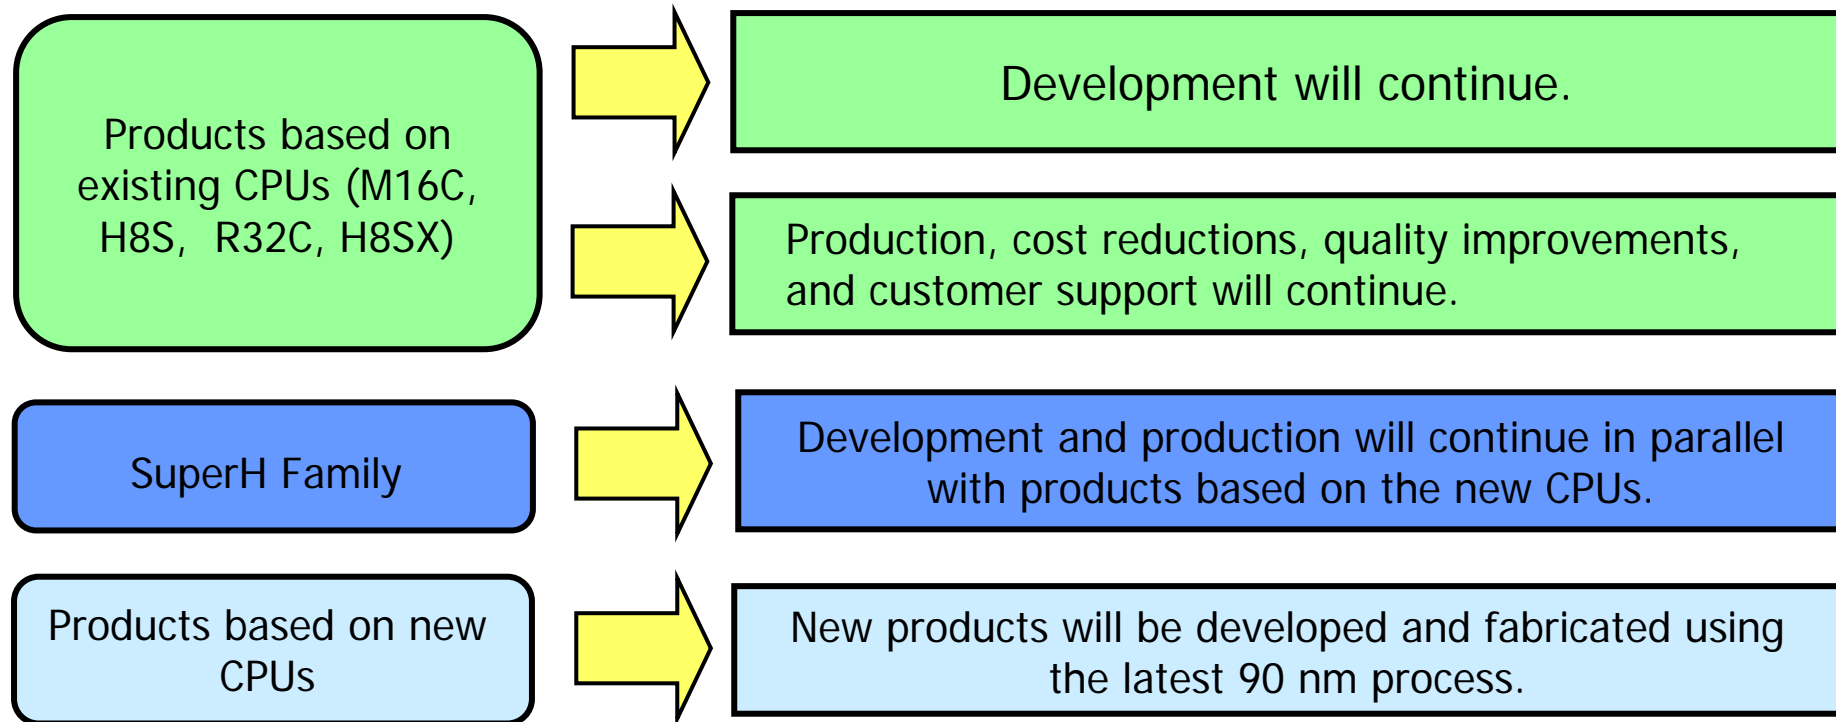 Products based on
existing CPUs (M16C,
H8S, R32C, H8SX)
Development will continue.
Production, cost reductions, quality improvements,
and customer support will continue.
SuperH Family
Development and production will continue in parallel
with products based on the new CPUs.
Products based on new
CPUs
New products will be developed and fabricated using
the latest 90 nm process.